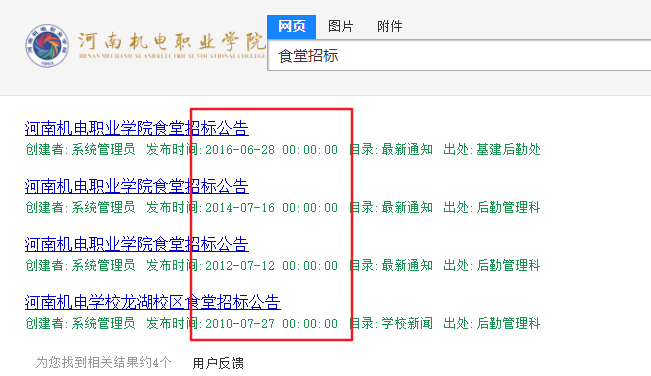 网页 图片 附件
河南机电职业学院
HENAN MECHANICAL AND ELECTRICAL VOCATIONAL COLLEGE
食堂招标
河南机电职业学院食堂招标公告
创建者:系统管理员 发布时间:2016-06-28 00:00:00 目录:最新通知 出处:基建后勤处
河南机电职业学院食堂招标公告
创建者:系统管理员 发布时间:2014-07-16 00:00:00 目录:最新通知 出处:后勤管理科
河南机电职业学院食堂招标公告
创建者:系统管理员 发布时间:2012-07-12 00:00:00 目录:最新通知 出处:后勤管理科
河南机电学校龙湖校区食堂招标公告
创建者:系统管理员 发布时间:2010-07-27 00:00:00 目录:学校新闻 出处:后勤管理科
为您找到相关结果约4个 用户反馈